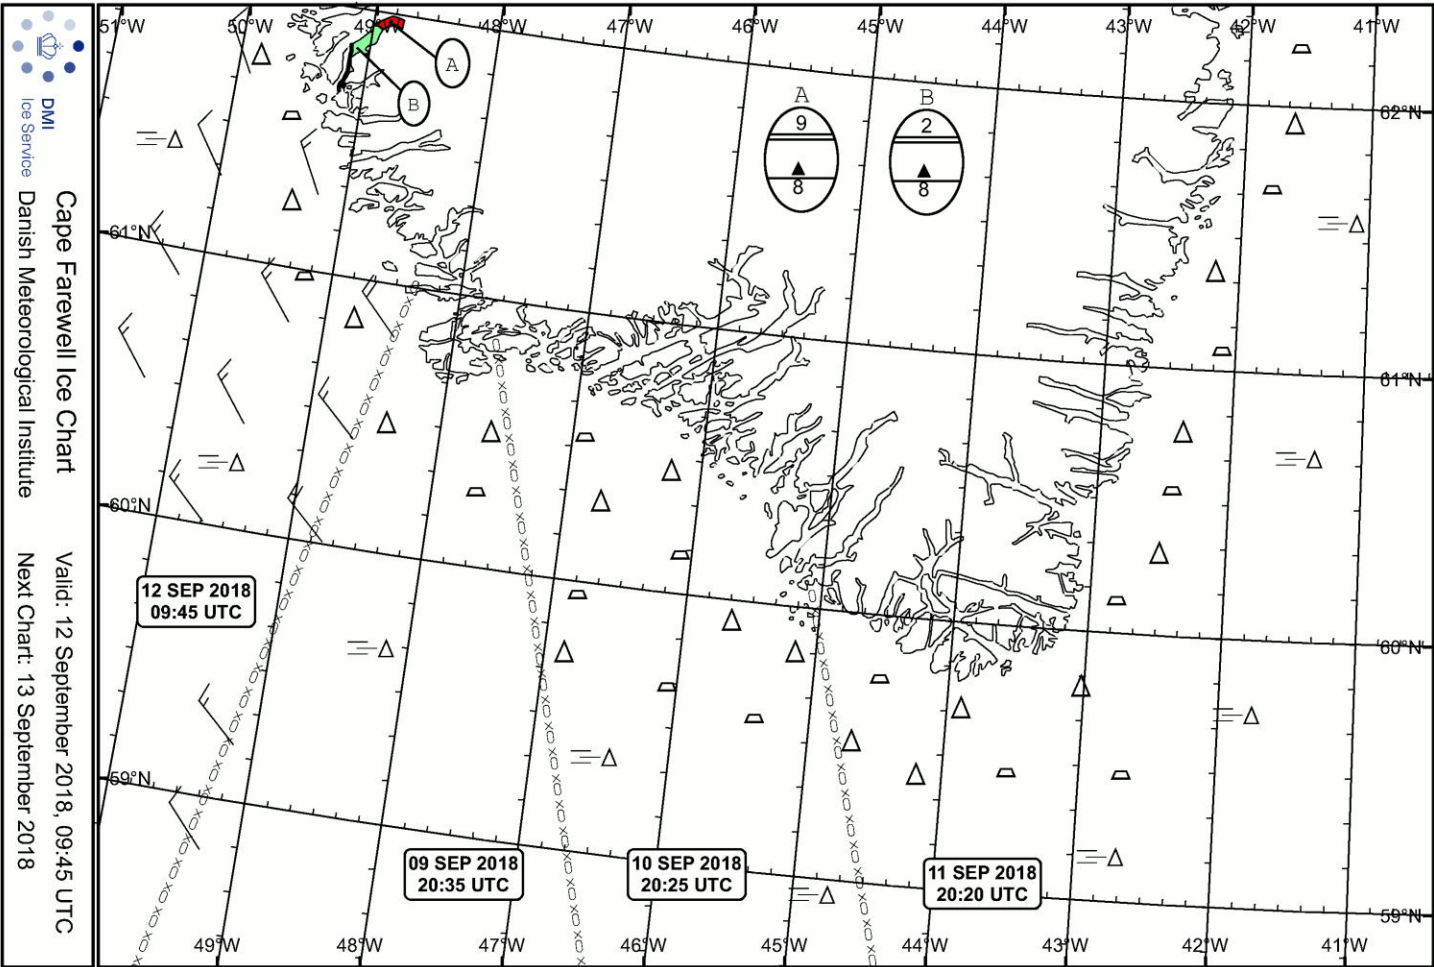 51°W 50°W 49°W 48°W 47°W 46°W 45°W 44°W 43°W 42°W 41°W
A
B
A B
9 2
8 8
62°N
61°N
61°N
60°N
60°N
59°N
59°N
12 SEP 2018
09:45 UTC
09 SEP 2018
20:35 UTC
10 SEP 2018
20:25 UTC
11 SEP 2018
20:20 UTC
49°W 48°W 47°W 46°W 45°W 44°W 43°W 42°W 41°W
DMI
Ice Service
Cape Farewell Ice Chart
Danish Meteorological Institute
Valid: 12 September 2018, 09:45 UTC
Next Chart: 13 September 2018